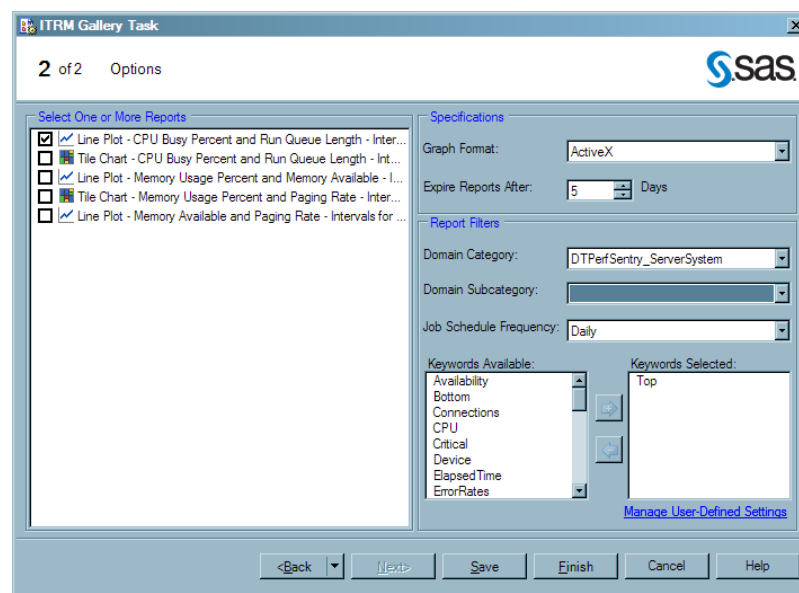 ITRM Gallery Task
2 of 2 Options
sas
Select One or More Reports
Line Plot - CPU Busy Percent and Run Queue Length - Inter...
Tile Chart - CPU Busy Percent and Run Queue Length - Int...
Line Plot - Memory Usage Percent and Memory Available - I...
Tile Chart - Memory Usage Percent and Paging Rate - Inter...
Line Plot - Memory Available and Paging Rate - Intervals for ...
Specifications
Graph Format: ActiveX
Expire Reports After: 5 Days
Report Filters
Domain Category: DTPerfSentry_ServerSystem
Domain Subcategory:
Job Schedule Frequency: Daily
Keywords Available:
Availability
Bottom
Connections
CPU
Critical
Device
ElapsedTime
ErrorRates
Keywords Selected:
Top
Manage User-Defined Settings
<Back Next> Save Finish Cancel Help